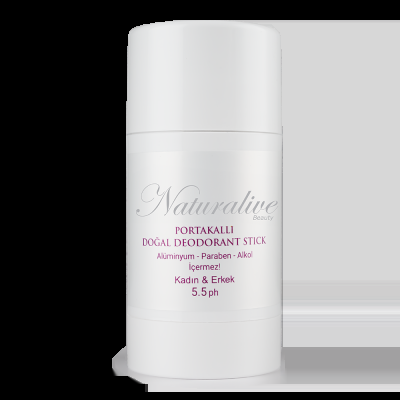 Naturalive
Beauty
PORTAKALLI
DOĞAL DEODORANT STICK
Alüminyum - Paraben - Alkol
İçermez!
Kadın & Erkek
5.5 ph